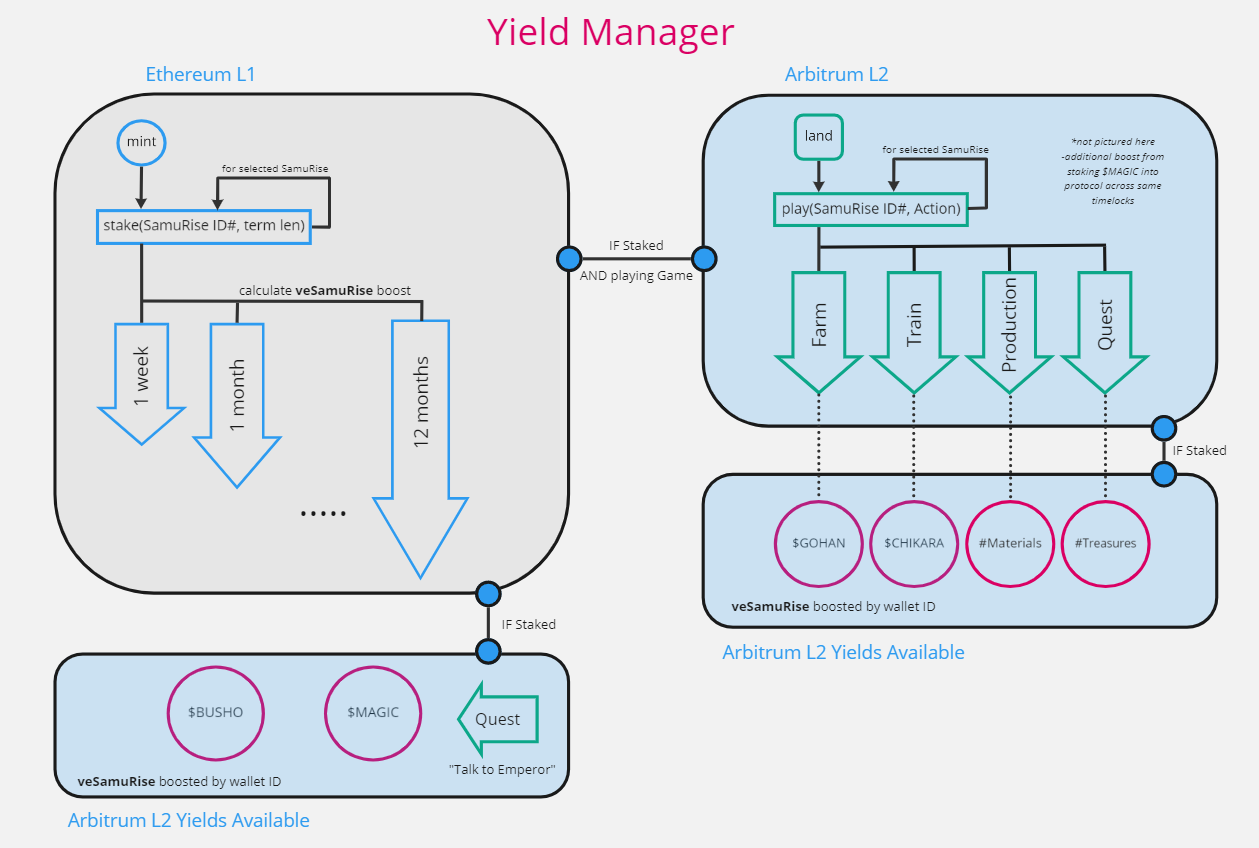 Yield Manager
Ethereum L1
mint
for selected SamuRise
stake(SamuRise ID#, term len)
calculate veSamuRise boost
1 week
1 month
12 months
.....
IF Staked
AND playing Game
Arbitrum L2
land
for selected SamuRise
*not pictured here
-additional boost from
staking $MAGIC into
protocol across same
timelocks
play(SamuRise ID#, Action)
Farm
Train
Production
Quest
IF Staked
$GOHAN
$CHIKARA
#Materials
#Treasures
veSamuRise boosted by wallet ID
Arbitrum L2 Yields Available
IF Staked
$BUSHO
$MAGIC
Quest
"Talk to Emperor"
veSamuRise boosted by wallet ID
Arbitrum L2 Yields Available